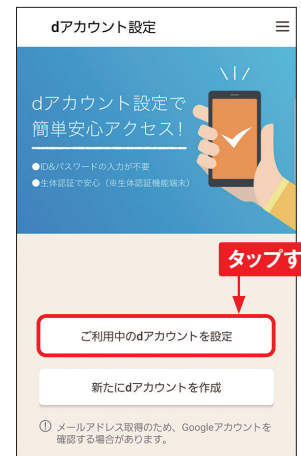 dアカウント設定
dアカウント設定で
簡単安心アクセス!
●ID&パスワードの入力が不要
●生体認証で安心(※生体認証機能端末)
タップす
ご利用中のdアカウントを設定
新たにdアカウントを作成
メールアドレス取得のため、Googleアカウントを
確認する場合があります。